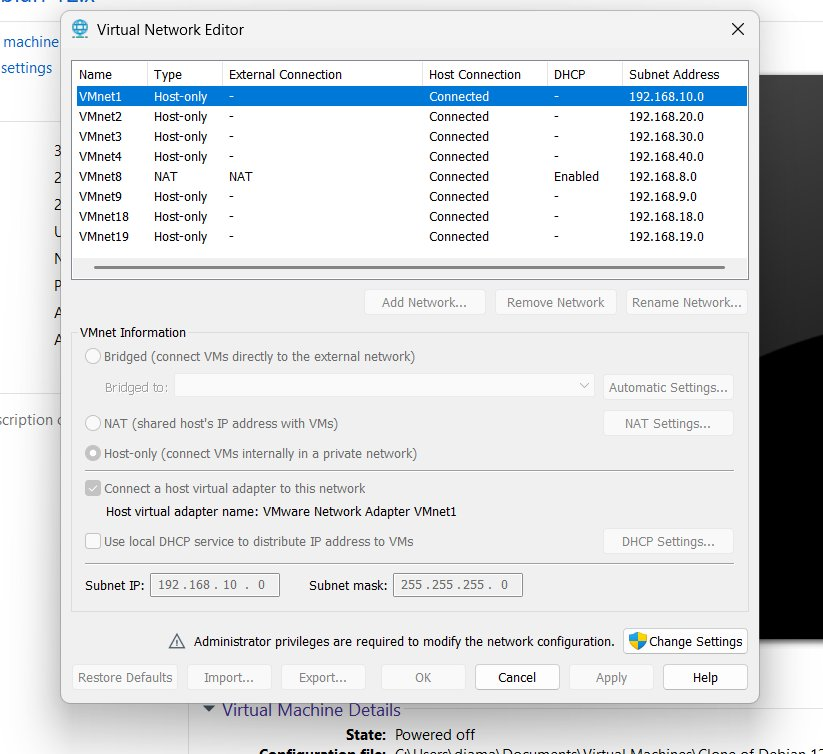 machine
settings
Virtual Network Editor
Name Type External Connection Host Connection DHCP Subnet Address
VMnet1 Host-only - Connected - 192.168.10.0
VMnet2 Host-only - Connected - 192.168.20.0
VMnet3 Host-only - Connected - 192.168.30.0
VMnet4 Host-only - Connected - 192.168.40.0
VMnet8 NAT NAT Connected Enabled 192.168.8.0
VMnet9 Host-only - Connected - 192.168.9.0
VMnet18 Host-only - Connected - 192.168.18.0
VMnet19 Host-only - Connected - 192.168.19.0
Add Network... Remove Network Rename Network...
VMnet Information
Bridged (connect VMs directly to the external network)
Bridged to: Automatic Settings...
NAT (shared host's IP address with VMs) NAT Settings...
Host-only (connect VMs internally in a private network)
Connect a host virtual adapter to this network
Host virtual adapter name: VMware Network Adapter VMnet1
Use local DHCP service to distribute IP address to VMs DHCP Settings...
Subnet IP: 192 . 168 . 10 . 0 Subnet mask: 255 . 255 . 255 . 0
Administrator privileges are required to modify the network configuration. Change Settings
Restore Defaults Import... Export... OK Cancel Apply Help
Virtual Machine Details
State: Powered off
Configuration file: C:\Users\djama\Documents\Virtual Machines\Clone of Debian 12